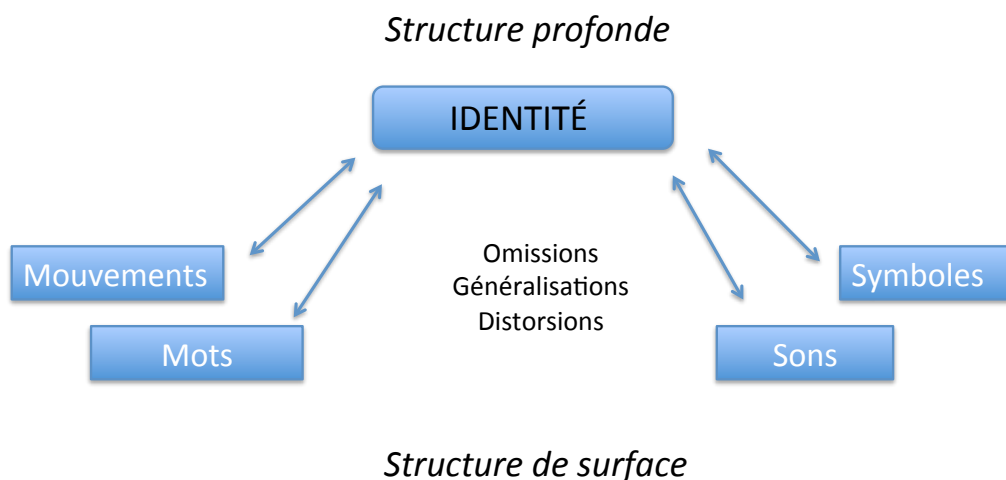 Structure profonde
IDENTITÉ
Mouvements
Mots
Omissions
Généralisations
Distorsions
Symboles
Sons
Structure de surface